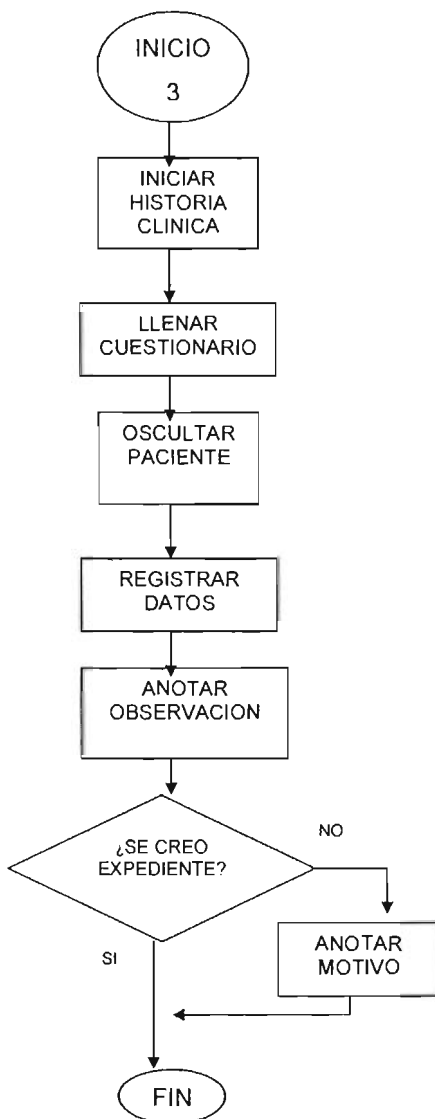 INICIO
3
INICIAR
HISTORIA
CLINICA
LLENAR
CUESTIONARIO
OSCULTAR
PACIENTE
REGISTRAR
DATOS
ANOTAR
OBSERVACION
¿SE CREO
EXPEDIENTE?
NO
ANOTAR
MOTIVO
SI
FIN